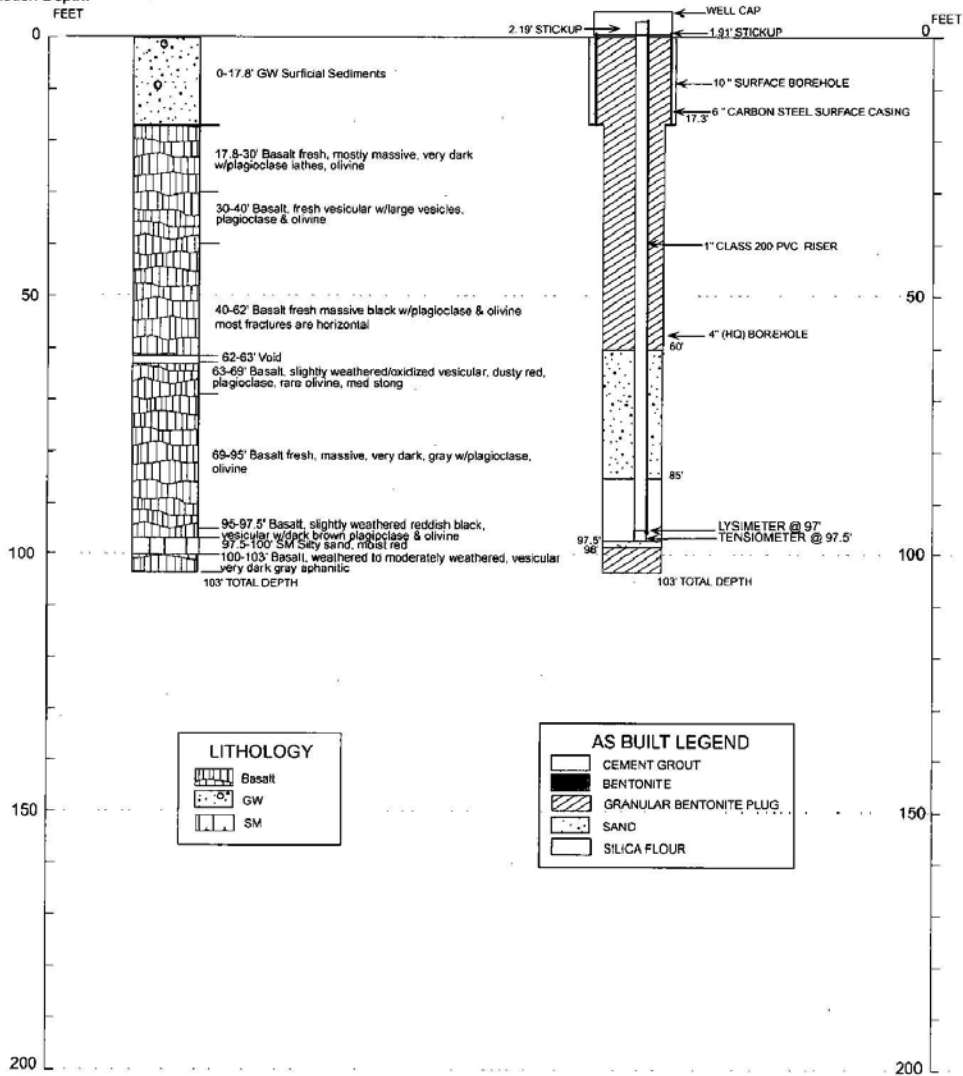 FEET
0
2.19' STICKUP
WELL CAP
1.91' STICKUP
FEET
0
0-17.8' GW Surficial Sediments
10" SURFACE BOREHOLE
6" CARBON STEEL SURFACE CASING
17.3'
17.8-30' Basalt fresh, mostly massive, very dark
w/plagioclase lathes, olivine
30-40' Basalt, fresh vesicular w/large vesicles,
plagioclase & olivine
1" CLASS 200 PVC RISER
50
50
40-62' Basalt fresh massive black w/plagioclase & olivine
most fractures are horizontal
4" (HQ) BOREHOLE
60'
62-63' Void
63-69' Basalt, slightly weathered/oxidized vesicular, dusty red,
plagioclase, rare olivine, med stong
69-95' Basalt fresh, massive, very dark, gray w/plagioclase,
olivine
85'
95-97.5' Basalt, slightly weathered reddish black,
vesicular w/dark brown plagioclase & olivine
97.5-100' SM Silty sand, moist red
100-103' Basalt, weathered to moderately weathered, vesicular
very dark gray aphanitic
103' TOTAL DEPTH
LYSIMETER @ 97'
TENSIOMETER @ 97.5'
97.5'
98'
100
100
103' TOTAL DEPTH
LITHOLOGY
Basalt
GW
SM
AS BUILT LEGEND
CEMENT GROUT
BENTONITE
GRANULAR BENTONITE PLUG
SAND
SILICA FLOUR
150
150
200
200